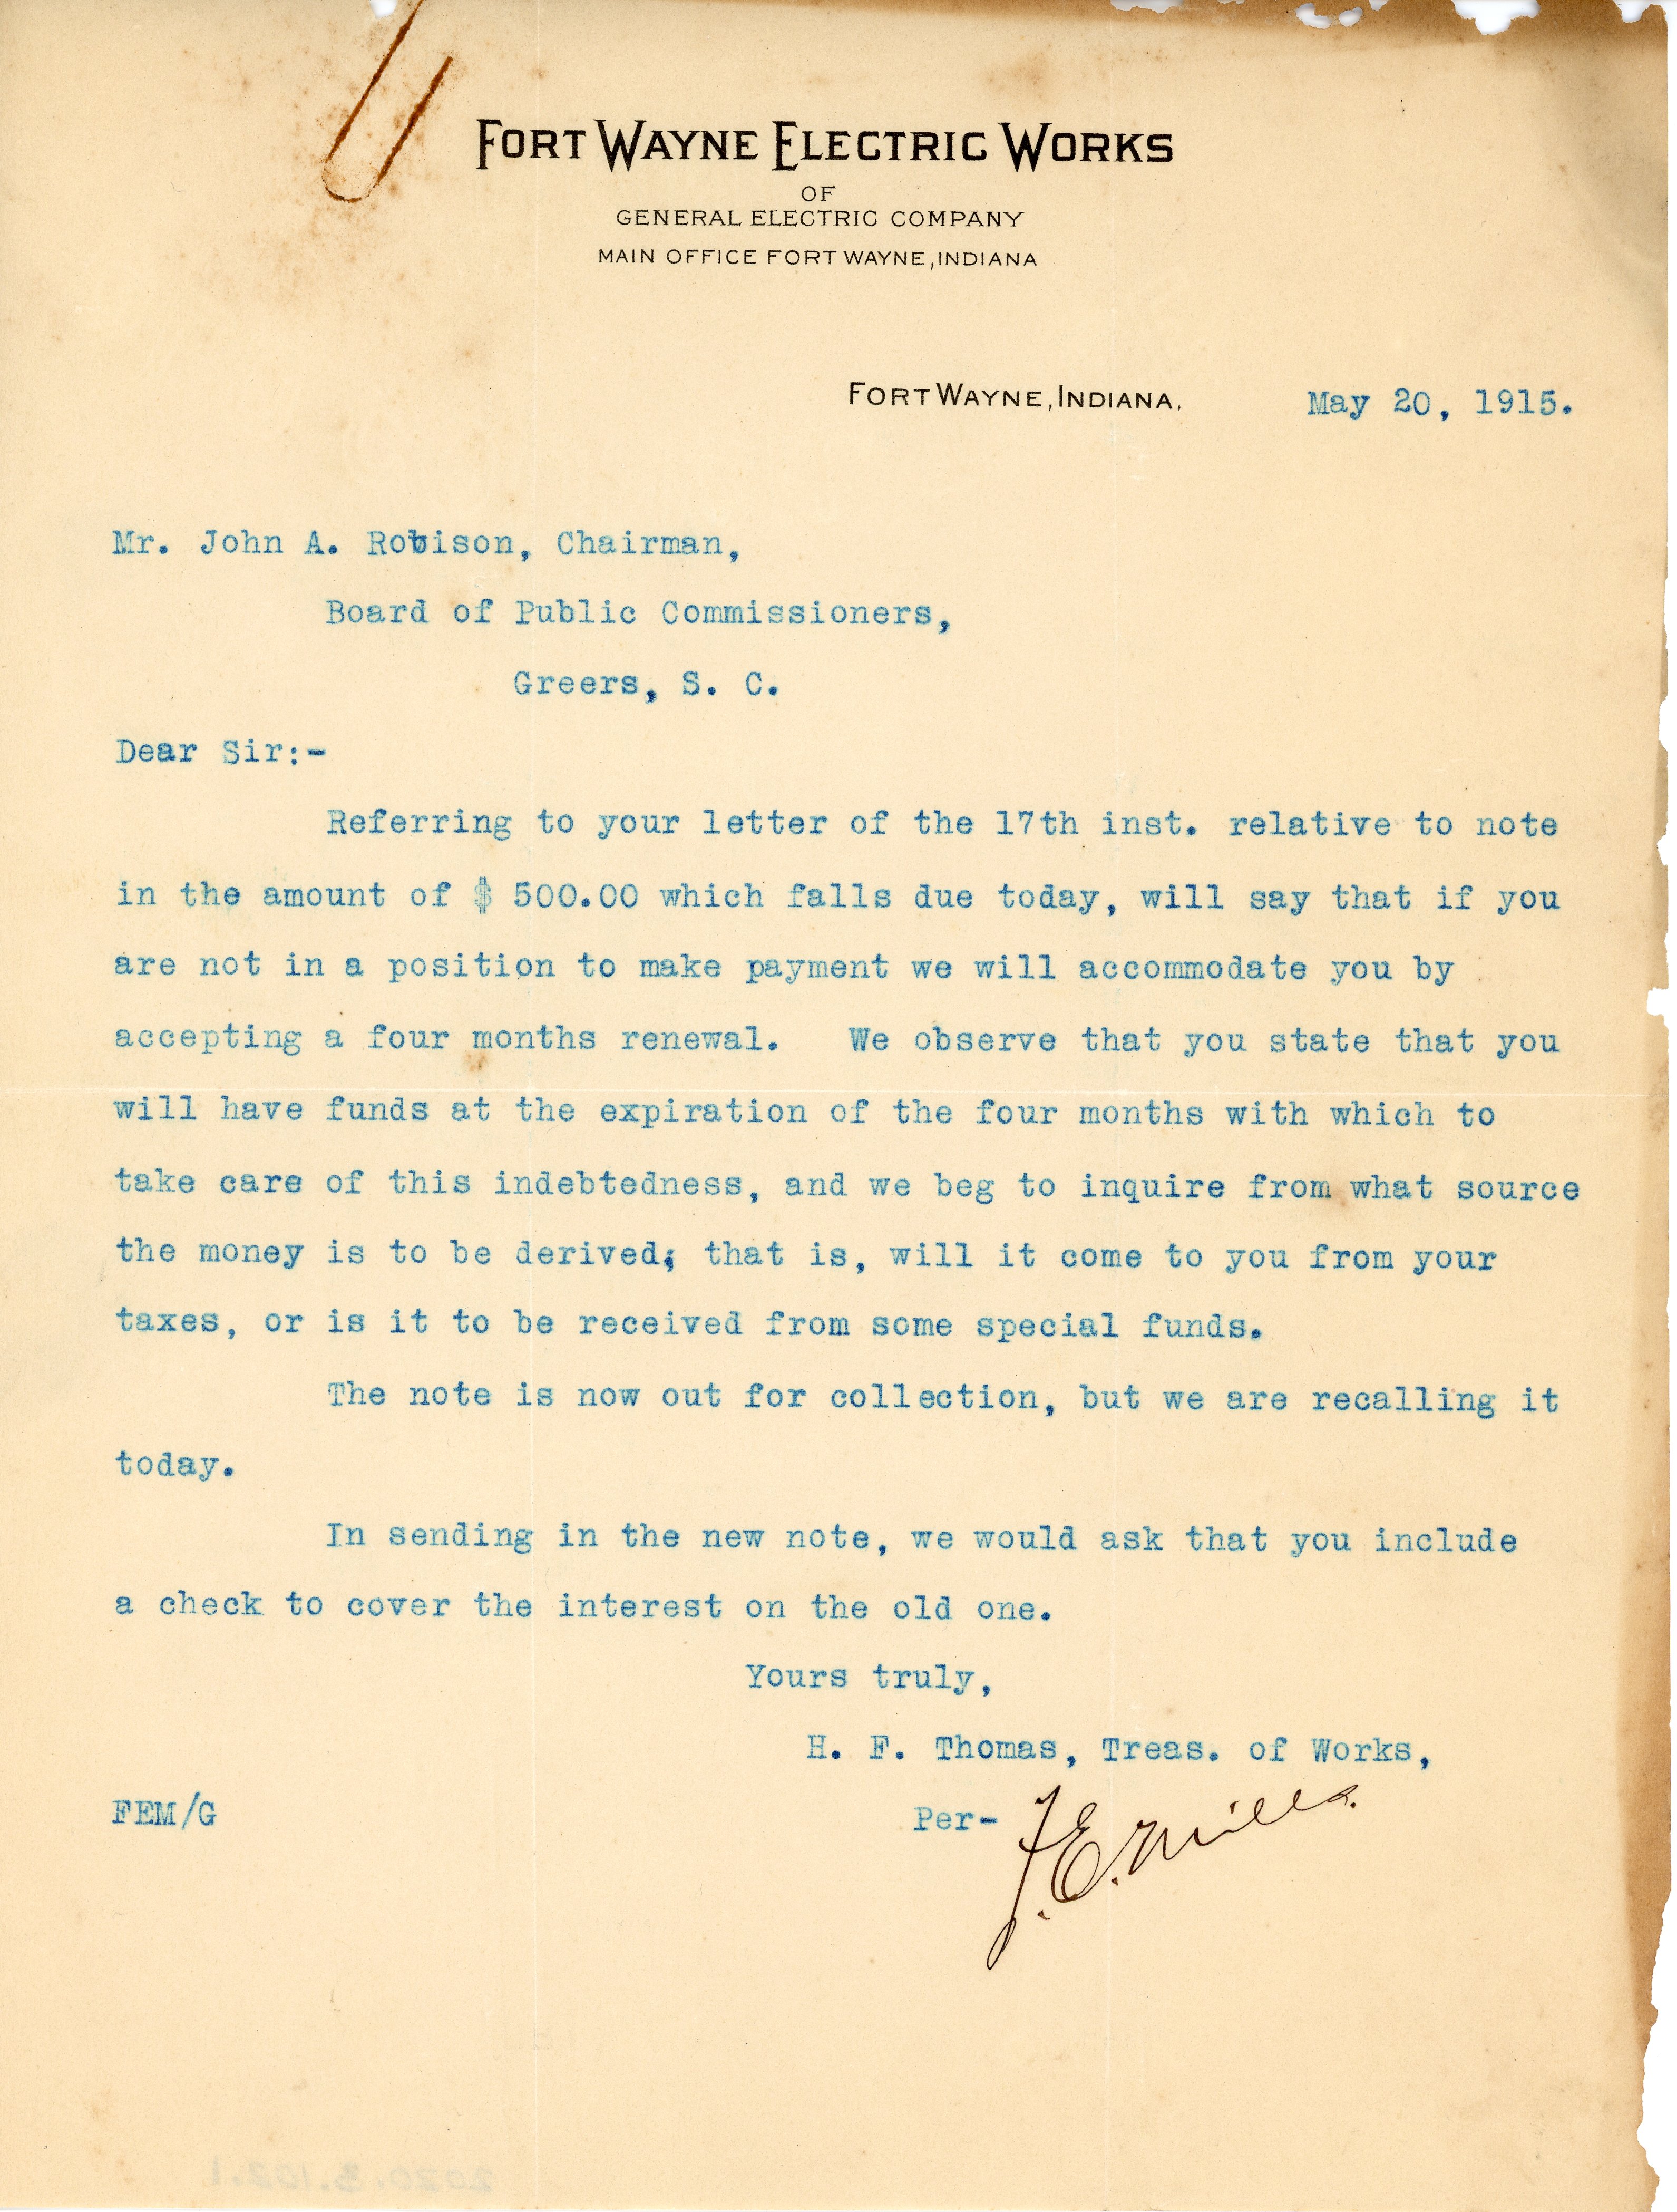 FORT WAYNE ELECTRIC WORKS
OF
GENERAL ELECTRIC COMPANY
MAIN OFFICE FORT WAYNE, INDIANA
FORT WAYNE, INDIANA. May 20, 1915.
Mr. John A. Robison, Chairman,
Board of Public Commissioners,
Greers, S. C.
Dear Sir:-
Referring to your letter of the 17th inst. relative to note
in the amount of $ 500.00 which falls due today, will say that if you
are not in a position to make payment we will accommodate you by
accepting a four months renewal. We observe that you state that you
will have funds at the expiration of the four months with which to
take care of this indebtedness, and we beg to inquire from what source
the money is to be derived; that is, will it come to you from your
taxes, or is it to be received from some special funds.
The note is now out for collection, but we are recalling it
today.
In sending in the new note, we would ask that you include
a check to cover the interest on the old one.
Yours truly,
H. F. Thomas, Treas. of Works,
FEM/G Per- F. E. Mills.
2020.3.102.1